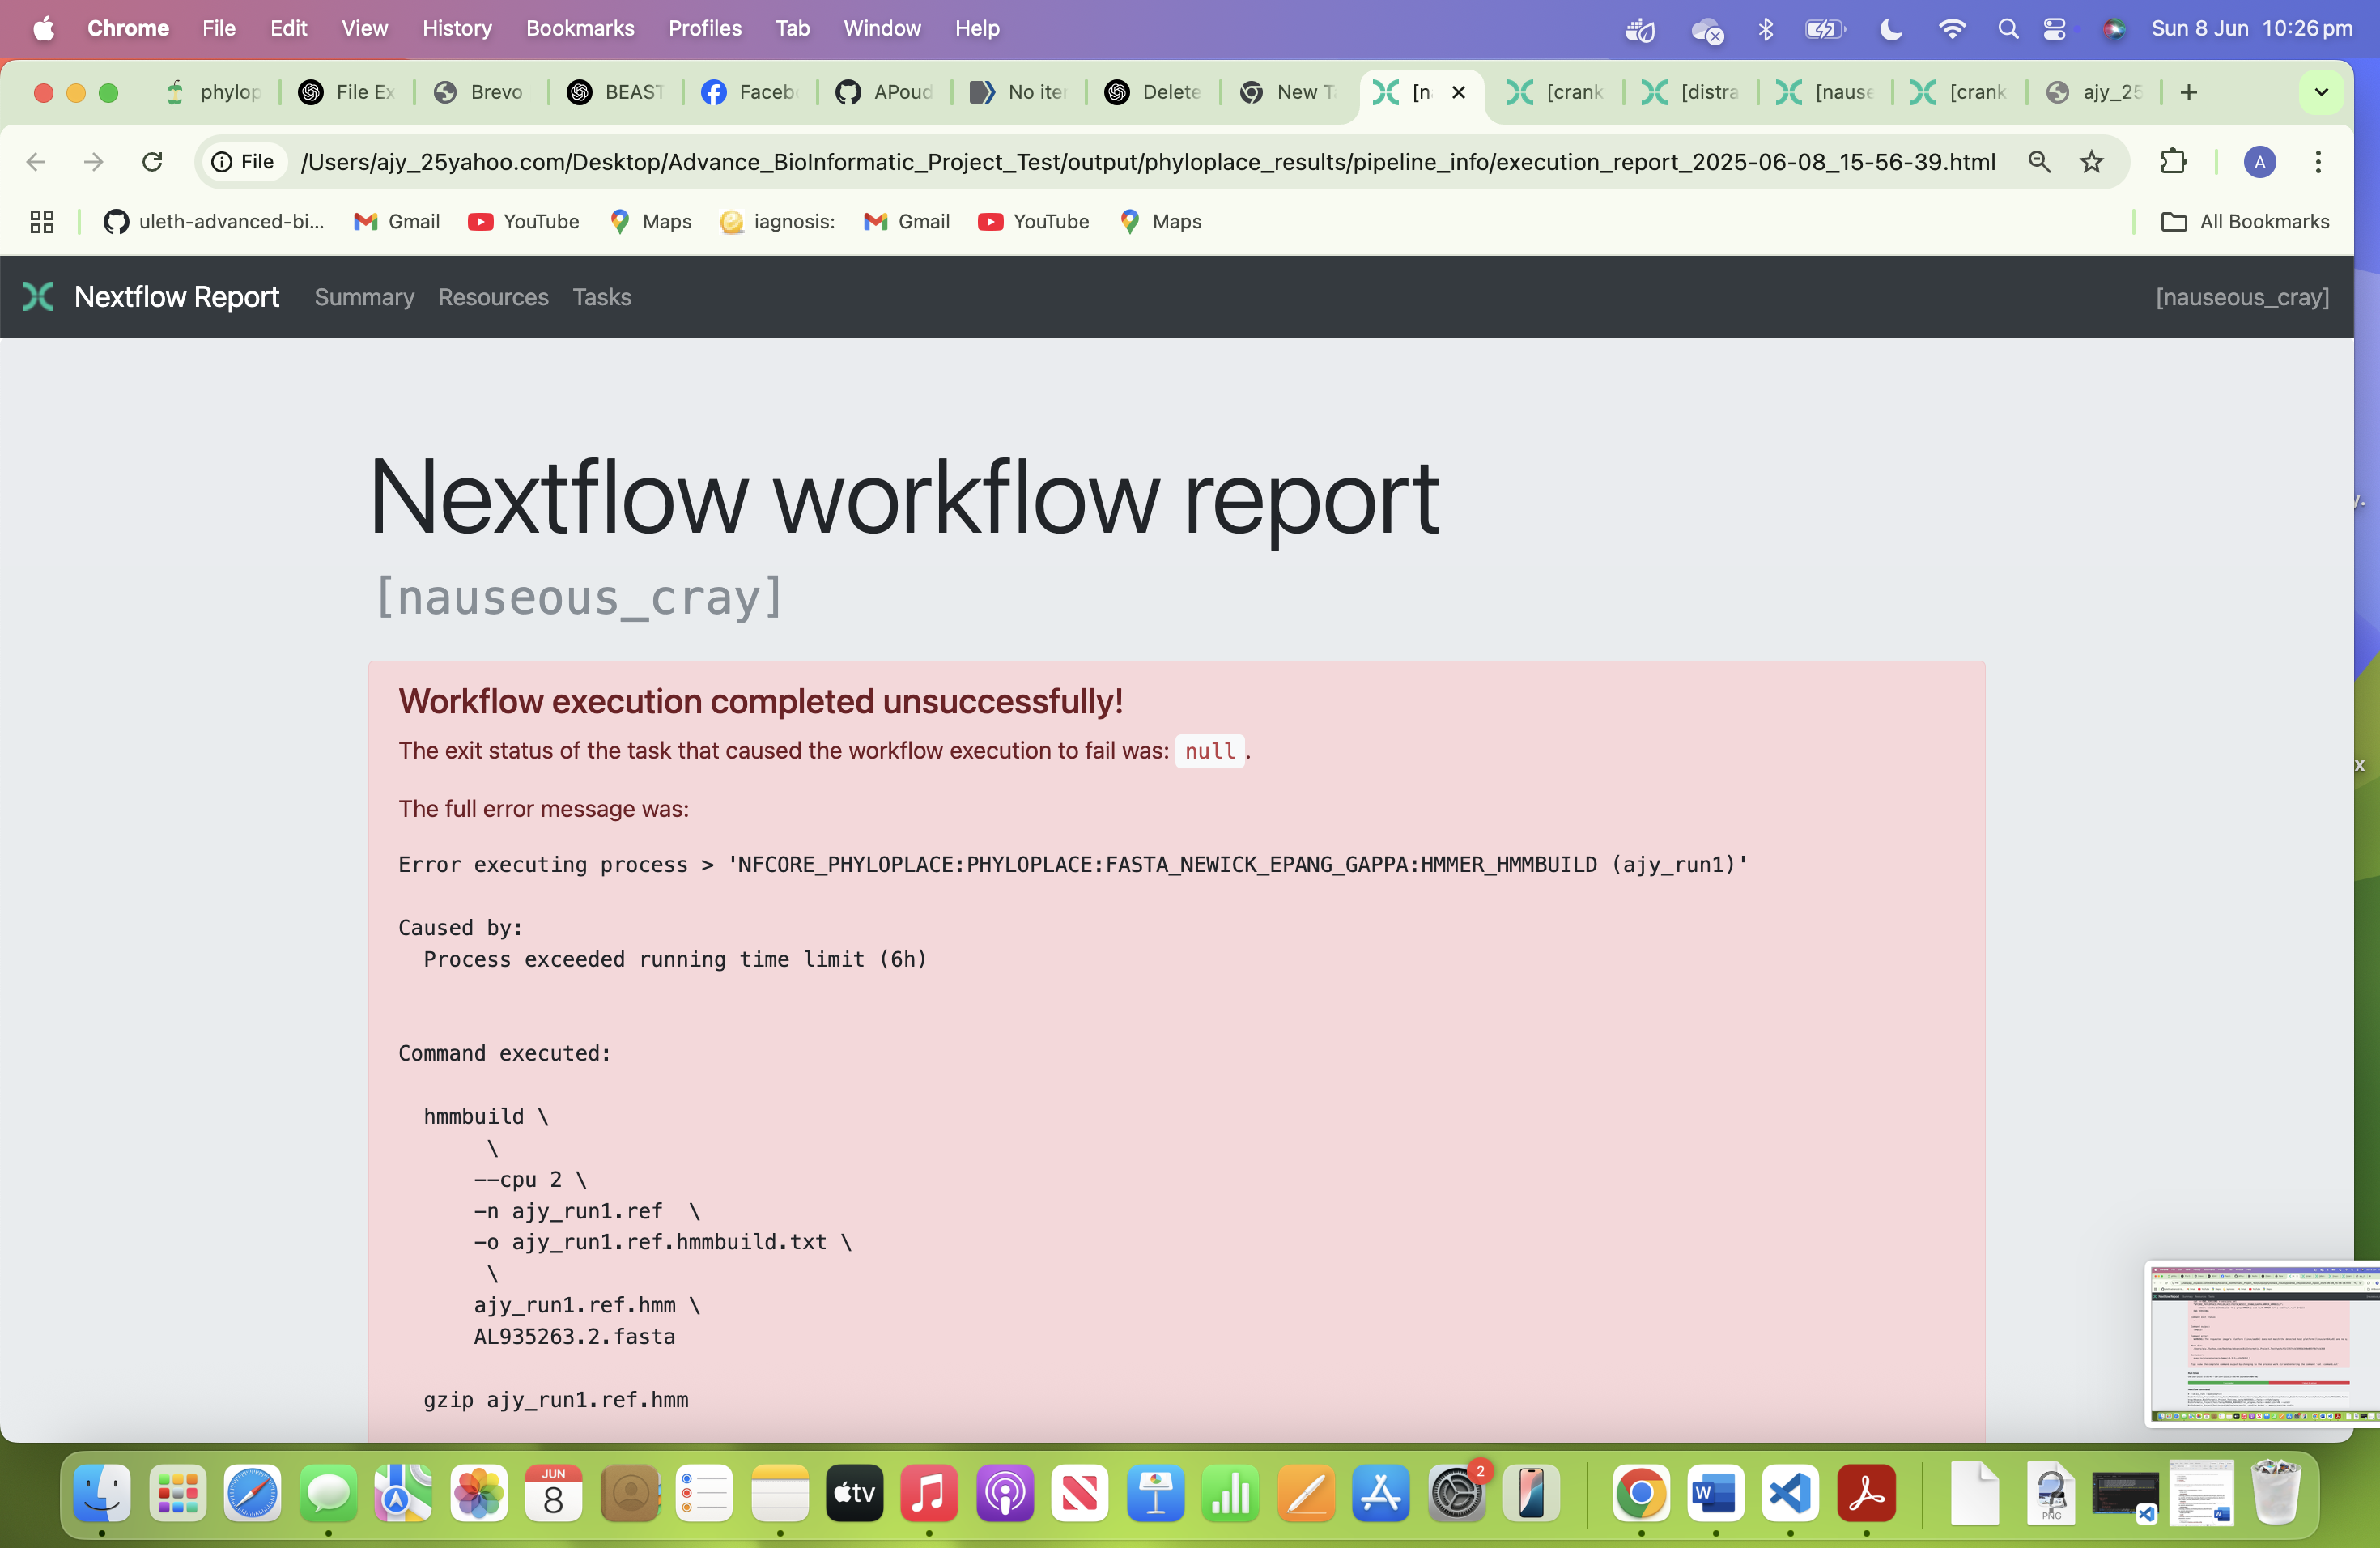 Chrome File Edit View History Bookmarks Profiles Tab Window Help Sun 8 Jun 10:26 pm
phylop File Ex Brevo BEAST Faceb APoud No iter Delete New T [n [crank [distra [nause [crank ajy_25
File /Users/ajy_25yahoo.com/Desktop/Advance_BioInformatic_Project_Test/output/phyloplace_results/pipeline_info/execution_report_2025-06-08_15-56-39.html A
uleth-advanced-bi... Gmail YouTube Maps iagnosis: Gmail YouTube Maps All Bookmarks
Nextflow Report Summary Resources Tasks [nauseous_cray]
Nextflow workflow report
[nauseous_cray]
Workflow execution completed unsuccessfully!
The exit status of the task that caused the workflow execution to fail was: null.
The full error message was:
Error executing process > 'NFCORE_PHYLOPLACE:PHYLOPLACE:FASTA_NEWICK_EPANG_GAPPA:HMMER_HMMBUILD (ajy_run1)'
Caused by:
Process exceeded running time limit (6h)
Command executed:
hmmbuild \
\
--cpu 2 \
-n ajy_run1.ref \
-o ajy_run1.ref.hmmbuild.txt \
\
ajy_run1.ref.hmm \
AL935263.2.fasta
gzip ajy_run1.ref.hmm
y.
x
JUN
8
tv
2
W
PNG